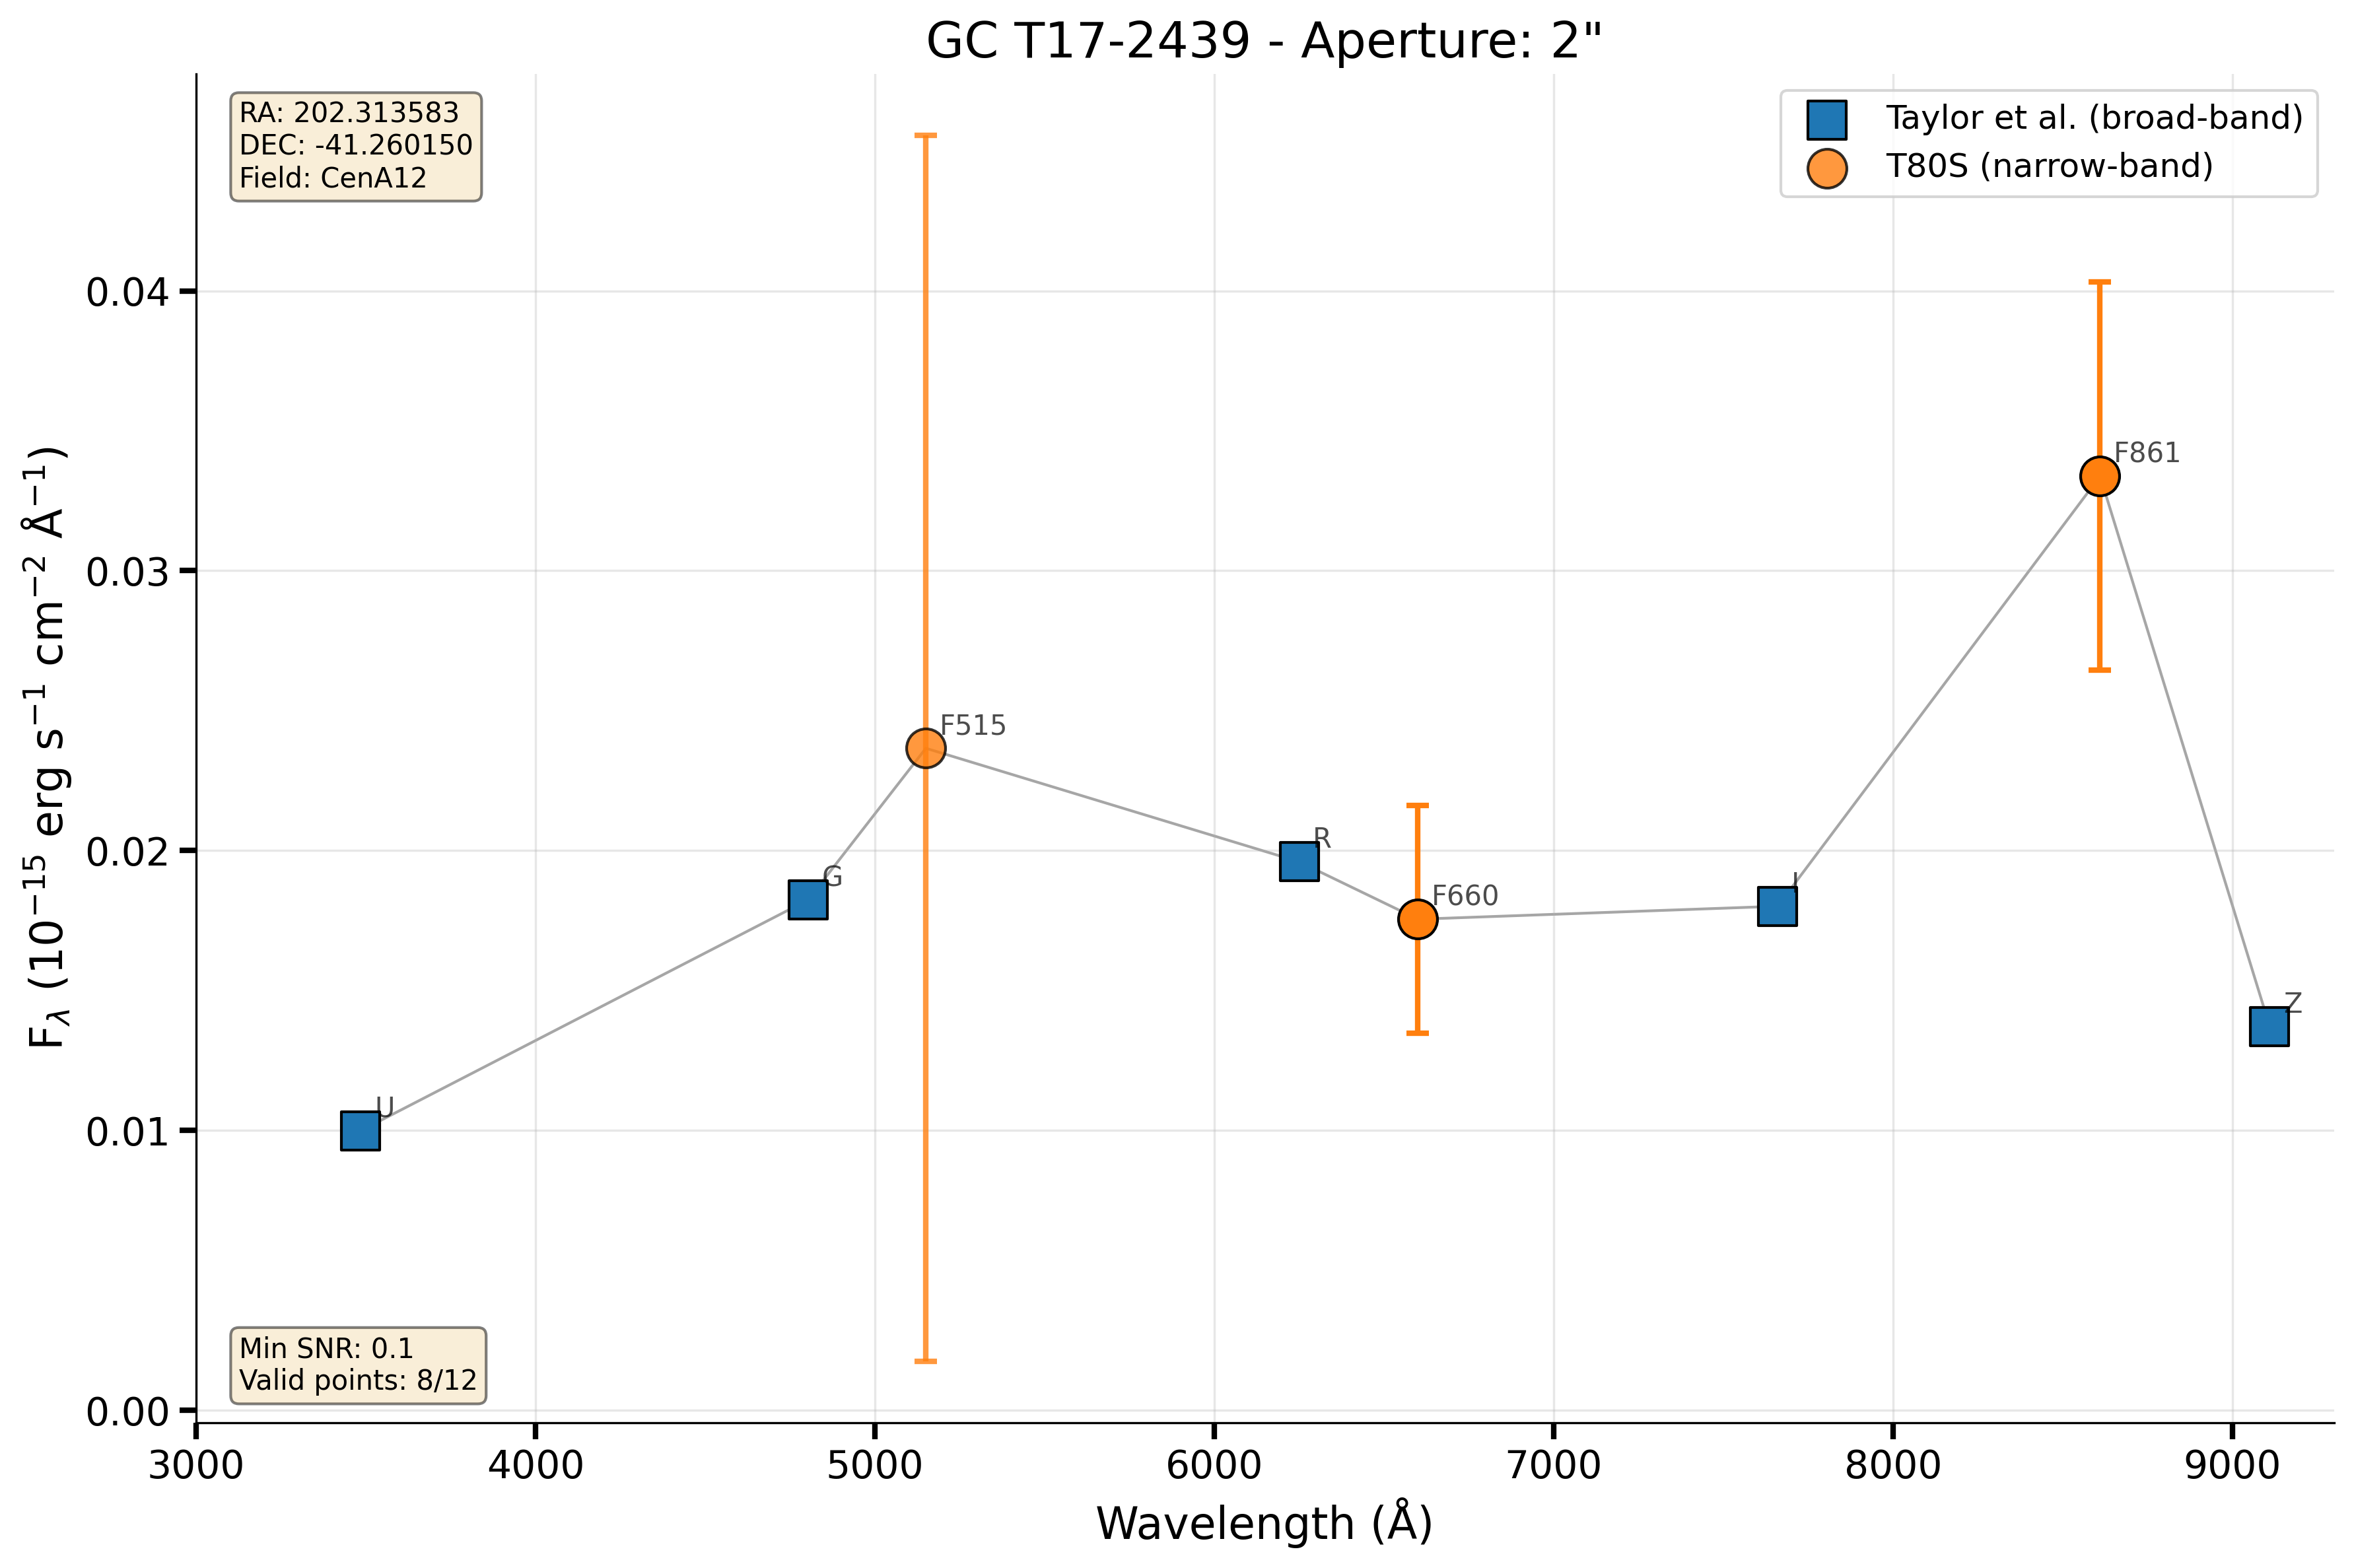 GC T17-2439 - Aperture: 2"
RA: 202.313583
DEC: -41.260150
Field: CenA12
Taylor et al. (broad-band)
T80S (narrow-band)
F861
F515
R
G
F660
I
Z
U
Min SNR: 0.1
Valid points: 8/12
0.04
0.03
0.02
0.01
0.00
F_λ (10⁻¹⁵ erg s⁻¹ cm⁻² Å⁻¹)
3000 4000 5000 6000 7000 8000 9000
Wavelength (Å)